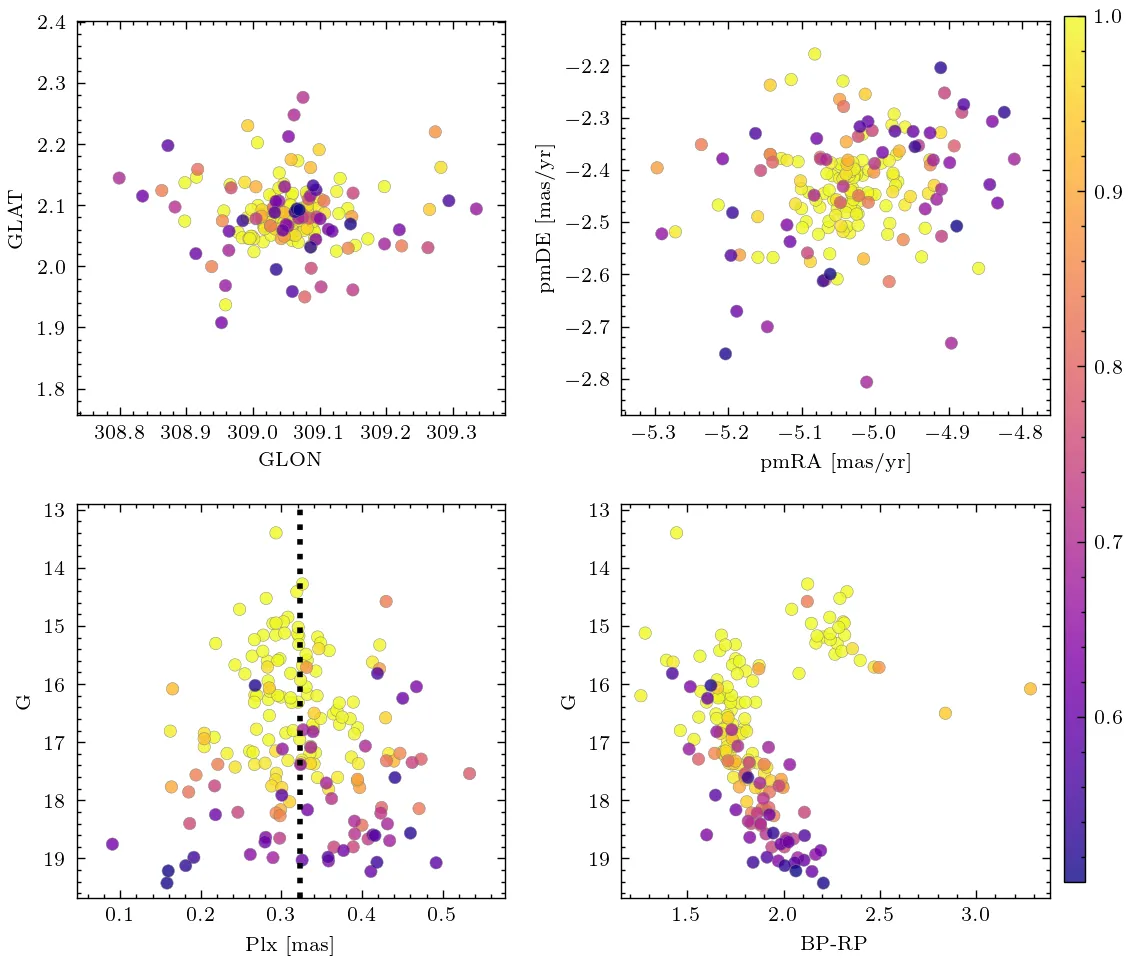 2.4
2.3
2.2
2.1
2.0
1.9
1.8
GLAT
308.8 308.9 309.0 309.1 309.2 309.3
GLON
−2.2
−2.3
−2.4
−2.5
−2.6
−2.7
−2.8
pmDE [mas/yr]
−5.3 −5.2 −5.1 −5.0 −4.9 −4.8
pmRA [mas/yr]
1.0
0.9
0.8
0.7
0.6
13
14
15
16
17
18
19
G
0.1 0.2 0.3 0.4 0.5
Plx [mas]
13
14
15
16
17
18
19
G
1.5 2.0 2.5 3.0
BP-RP